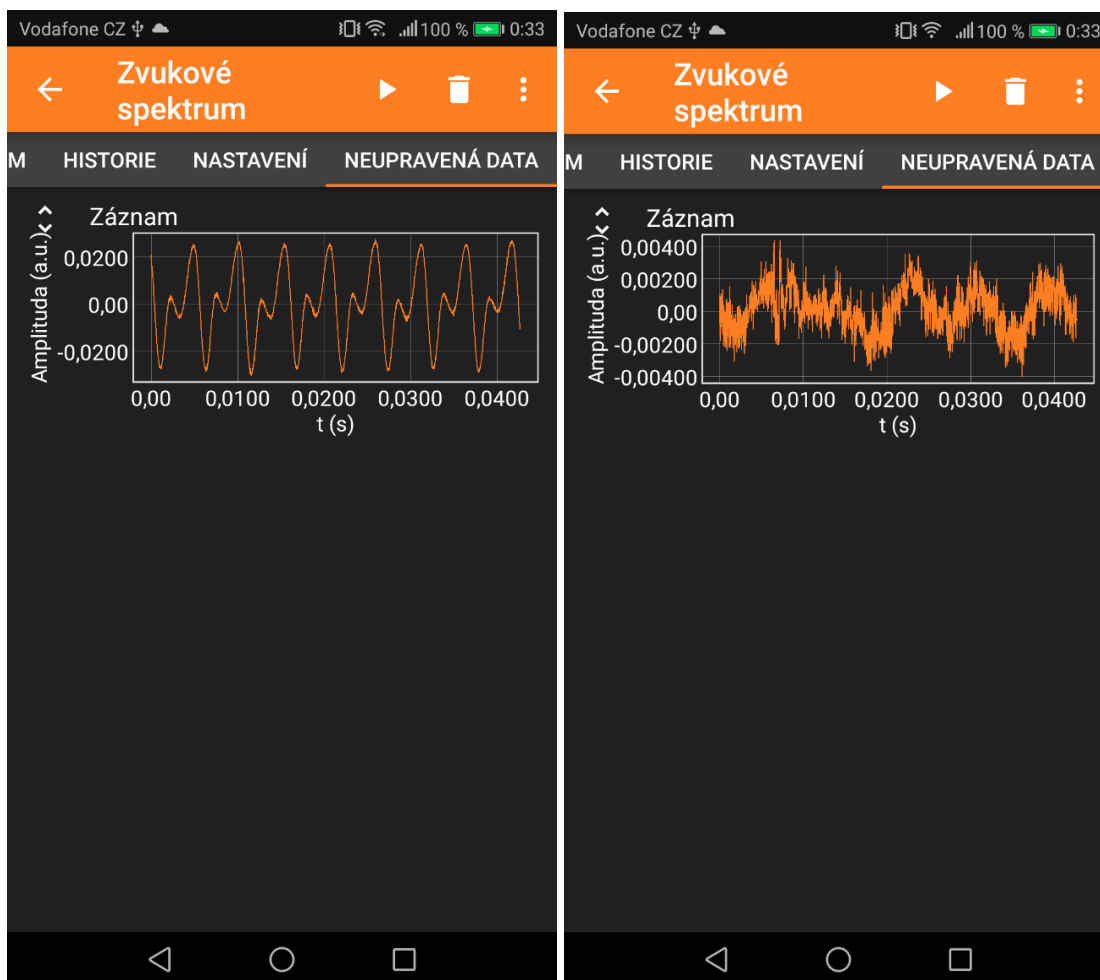 Vodafone CZ 100 % 0:33
Zvukové
spektrum
M HISTORIE NASTAVENÍ NEUPRAVENÁ DATA
Záznam
Amplituda (a.u.)
0,0200
0,00
-0,0200
0,00 0,0100 0,0200 0,0300 0,0400
t (s)
Vodafone CZ 100 % 0:33
Zvukové
spektrum
M HISTORIE NASTAVENÍ NEUPRAVENÁ DATA
Záznam
Amplituda (a.u.)
0,00400
0,00200
0,00
-0,00200
-0,00400
0,00 0,0100 0,0200 0,0300 0,0400
t (s)